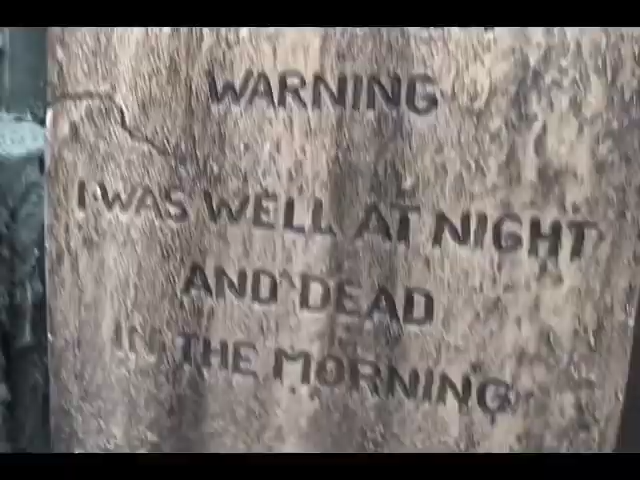 WARNING
I WAS WELL AT NIGHT
AND DEAD
IN THE MORNING